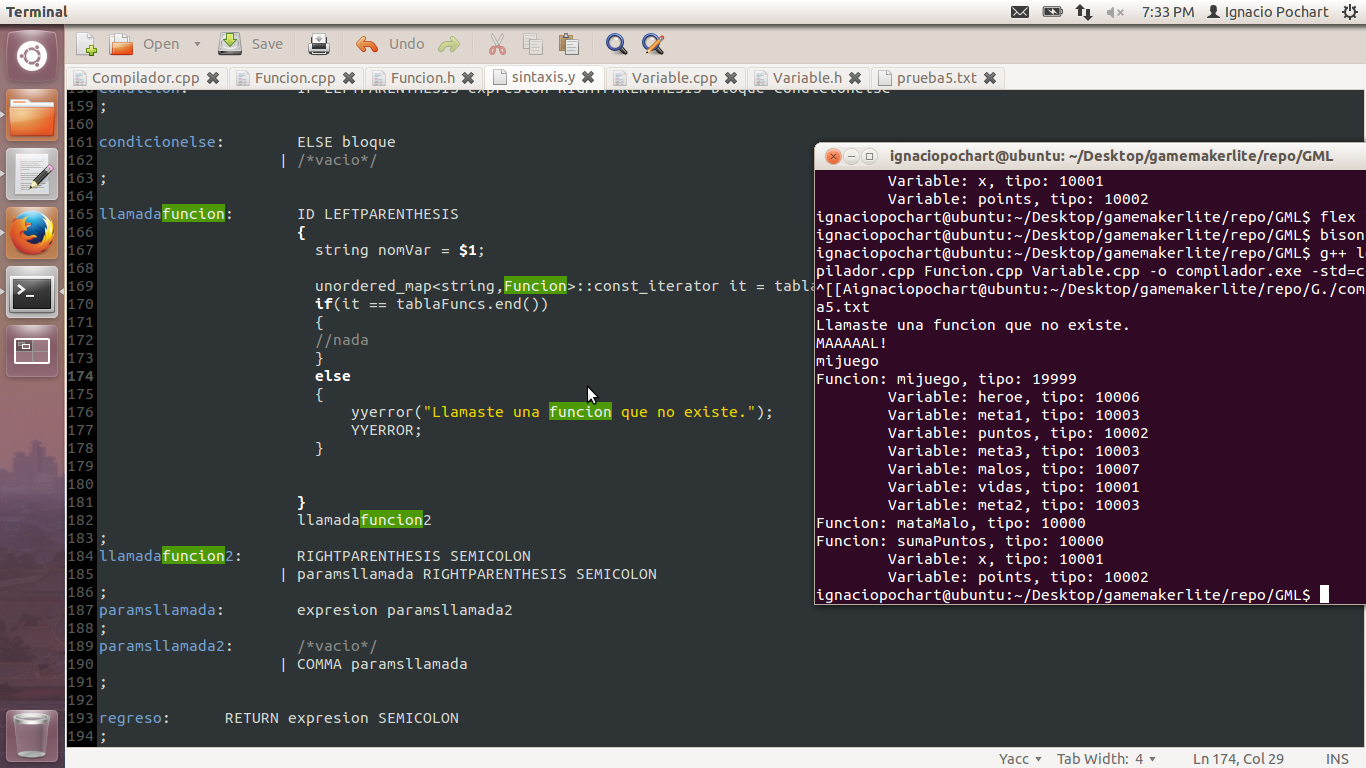 Terminal
7:33 PM Ignacio Pochart
Open Save Undo
Compilador.cpp Funcion.cpp Funcion.h sintaxis.y Variable.cpp Variable.h prueba5.txt
159 ;
160
161 condicionelse: ELSE bloque
162 | /*vacio*/
163 ;
164
165 llamadafuncion: ID LEFTPARENTHESIS
166 {
167 string nomVar = $1;
168
169 unordered_map<string,Funcion>::const_iterator it = tabla
170 if(it == tablaFuncs.end())
171 {
172 //nada
173 }
174 else
175 {
176 yyerror("Llamaste una funcion que no existe.");
177 YYERROR;
178 }
179
180
181 }
182 llamadafuncion2
183 ;
184 llamadafuncion2: RIGHTPARENTHESIS SEMICOLON
185 | paramsllamada RIGHTPARENTHESIS SEMICOLON
186 ;
187 paramsllamada: expresion paramsllamada2
188 ;
189 paramsllamada2: /*vacio*/
190 | COMMA paramsllamada
191 ;
192
193 regreso: RETURN expresion SEMICOLON
194 ;
ignaciopochart@ubuntu: ~/Desktop/gamemakerlite/repo/GML
Variable: x, tipo: 10001
Variable: points, tipo: 10002
ignaciopochart@ubuntu:~/Desktop/gamemakerlite/repo/GML$ flex
ignaciopochart@ubuntu:~/Desktop/gamemakerlite/repo/GML$ bison
ignaciopochart@ubuntu:~/Desktop/gamemakerlite/repo/GML$ g++ l
pilador.cpp Funcion.cpp Variable.cpp -o compilador.exe -std=c
^[[Aignaciopochart@ubuntu:~/Desktop/gamemakerlite/repo/G./com
a5.txt
Llamaste una funcion que no existe.
MAAAAAL!
mijuego
Funcion: mijuego, tipo: 19999
Variable: heroe, tipo: 10006
Variable: meta1, tipo: 10003
Variable: puntos, tipo: 10002
Variable: meta3, tipo: 10003
Variable: malos, tipo: 10007
Variable: vidas, tipo: 10001
Variable: meta2, tipo: 10003
Funcion: mataMalo, tipo: 10000
Funcion: sumaPuntos, tipo: 10000
Variable: x, tipo: 10001
Variable: points, tipo: 10002
ignaciopochart@ubuntu:~/Desktop/gamemakerlite/repo/GML$
Yacc Tab Width: 4 Ln 174, Col 29 INS